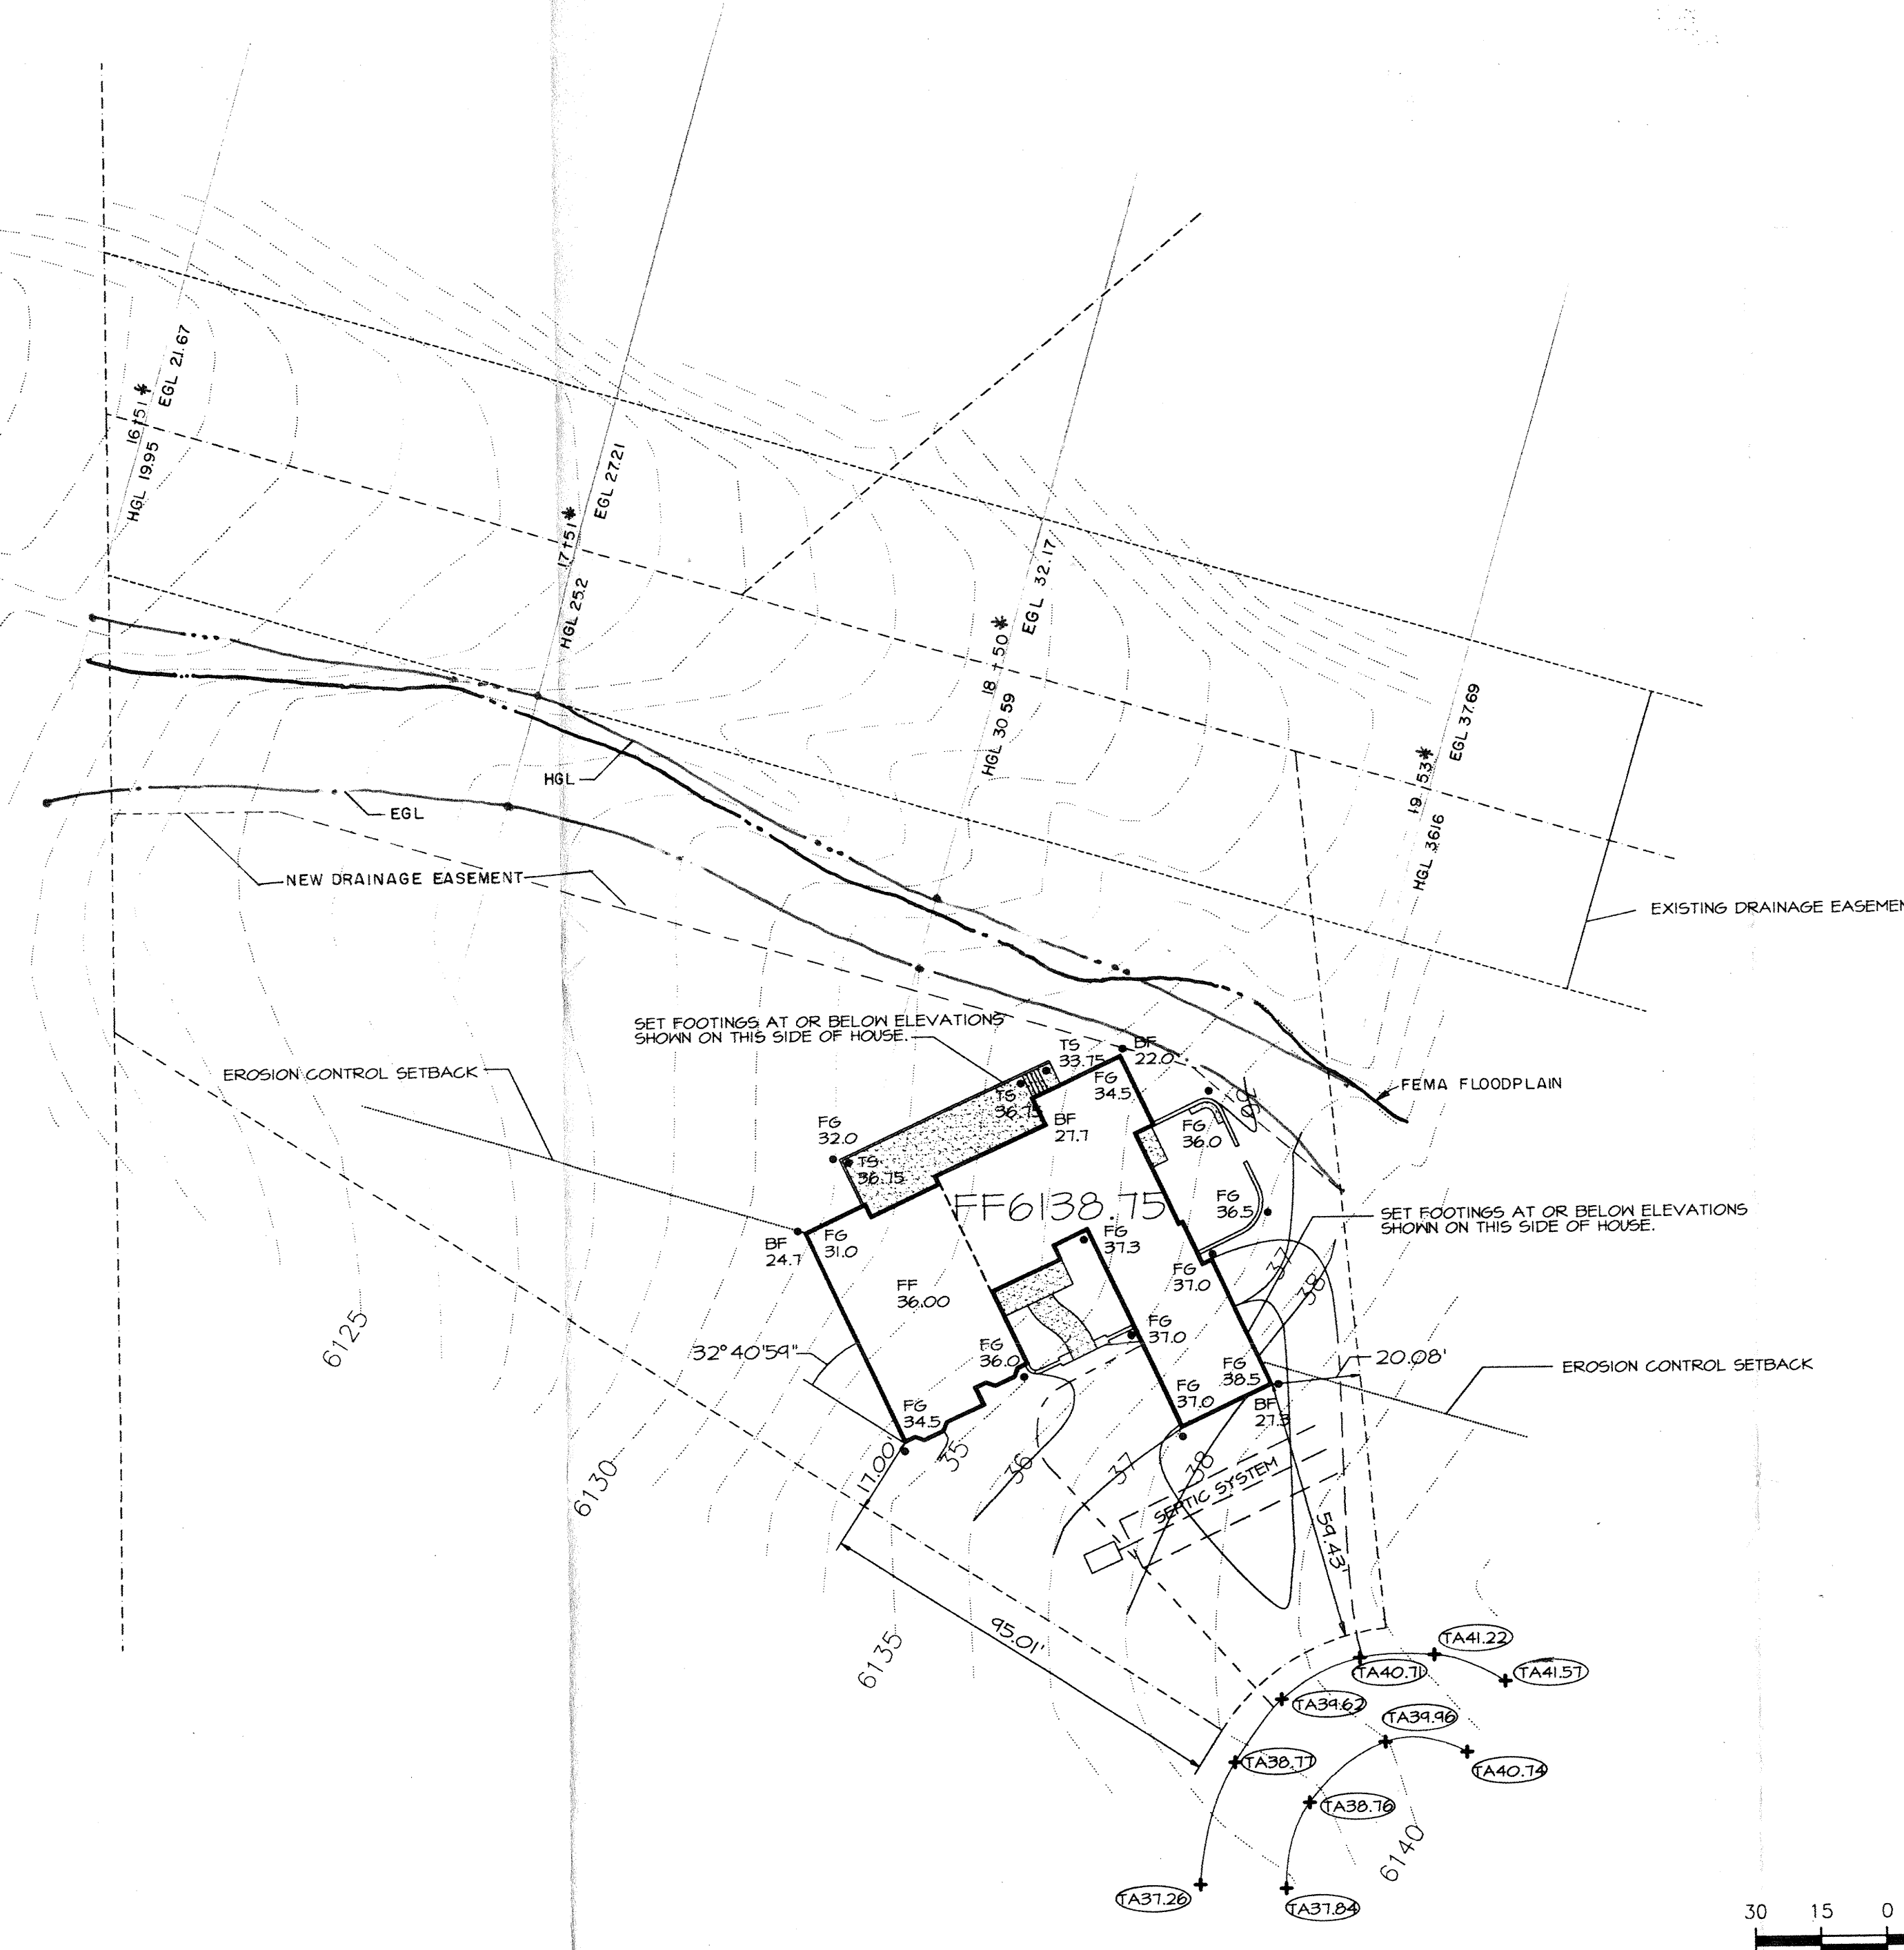 EGL 21.67
16+51*
HGL 19.95
EGL 27.21
17+51*
HGL 25.2
EGL 32.17
18+50*
HGL 30.59
EGL 37.69
19+53*
HGL 36.16
HGL
EGL
NEW DRAINAGE EASEMENT
EXISTING DRAINAGE EASEMEN
SET FOOTINGS AT OR BELOW ELEVATIONS
SHOWN ON THIS SIDE OF HOUSE.
EROSION CONTROL SETBACK
FEMA FLOODPLAIN
TS
33.75
BF
22.0
FG
34.5
TS
36.75
BF
27.7
FG
32.0
TS
36.75
FG
36.0
36
FF6138.75
FG
36.5
SET FOOTINGS AT OR BELOW ELEVATIONS
SHOWN ON THIS SIDE OF HOUSE.
BF
24.7
FG
31.0
FG
37.3
FG
37.0
37
38
FF
36.00
6125
32°40'59"
FG
36.0
FG
37.0
FG
38.5
20.08'
EROSION CONTROL SETBACK
FG
37.0
BF
27.3
FG
34.5
17.00
35
36
37
38
SEPTIC SYSTEM
6130
59.43'
95.01'
6135
TA41.22
TA40.71
TA41.57
TA39.62
TA39.96
TA38.77
TA40.74
TA38.76
6140
TA37.26
TA37.84
30 15 0